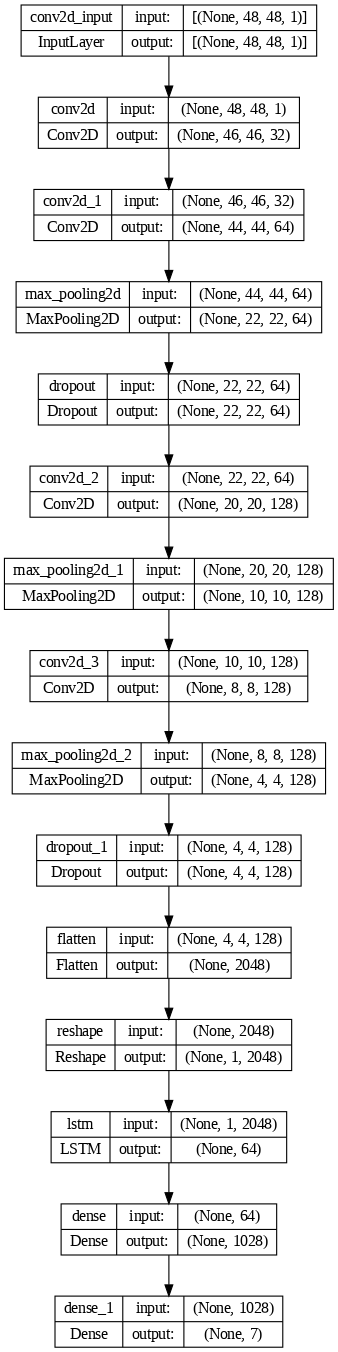 conv2d_input input: [(None, 48, 48, 1)]
InputLayer output: [(None, 48, 48, 1)]
conv2d input: (None, 48, 48, 1)
Conv2D output: (None, 46, 46, 32)
conv2d_1 input: (None, 46, 46, 32)
Conv2D output: (None, 44, 44, 64)
max_pooling2d input: (None, 44, 44, 64)
MaxPooling2D output: (None, 22, 22, 64)
dropout input: (None, 22, 22, 64)
Dropout output: (None, 22, 22, 64)
conv2d_2 input: (None, 22, 22, 64)
Conv2D output: (None, 20, 20, 128)
max_pooling2d_1 input: (None, 20, 20, 128)
MaxPooling2D output: (None, 10, 10, 128)
conv2d_3 input: (None, 10, 10, 128)
Conv2D output: (None, 8, 8, 128)
max_pooling2d_2 input: (None, 8, 8, 128)
MaxPooling2D output: (None, 4, 4, 128)
dropout_1 input: (None, 4, 4, 128)
Dropout output: (None, 4, 4, 128)
flatten input: (None, 4, 4, 128)
Flatten output: (None, 2048)
reshape input: (None, 2048)
Reshape output: (None, 1, 2048)
lstm input: (None, 1, 2048)
LSTM output: (None, 64)
dense input: (None, 64)
Dense output: (None, 1028)
dense_1 input: (None, 1028)
Dense output: (None, 7)